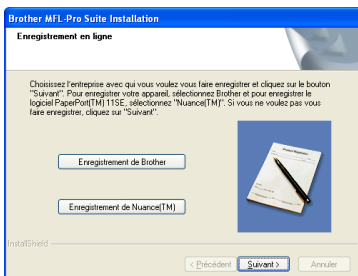 Brother MFL-Pro Suite Installation
Enregistrement en ligne
Choisissez l'entreprise avec qui vous voulez vous faire enregistrer et cliquez sur le bouton
"Suivant". Pour enregistrer votre appareil, sélectionnez Brother et pour enregistrer le
logiciel PaperPort(TM) 11SE, sélectionnez "Nuance(TM)". Si vous ne voulez pas vous
faire enregistrer, cliquez sur "Suivant".
Enregistrement de Brother
Enregistrement de Nuance(TM)
InstallShield
< Précédent
Suivant >
Annuler